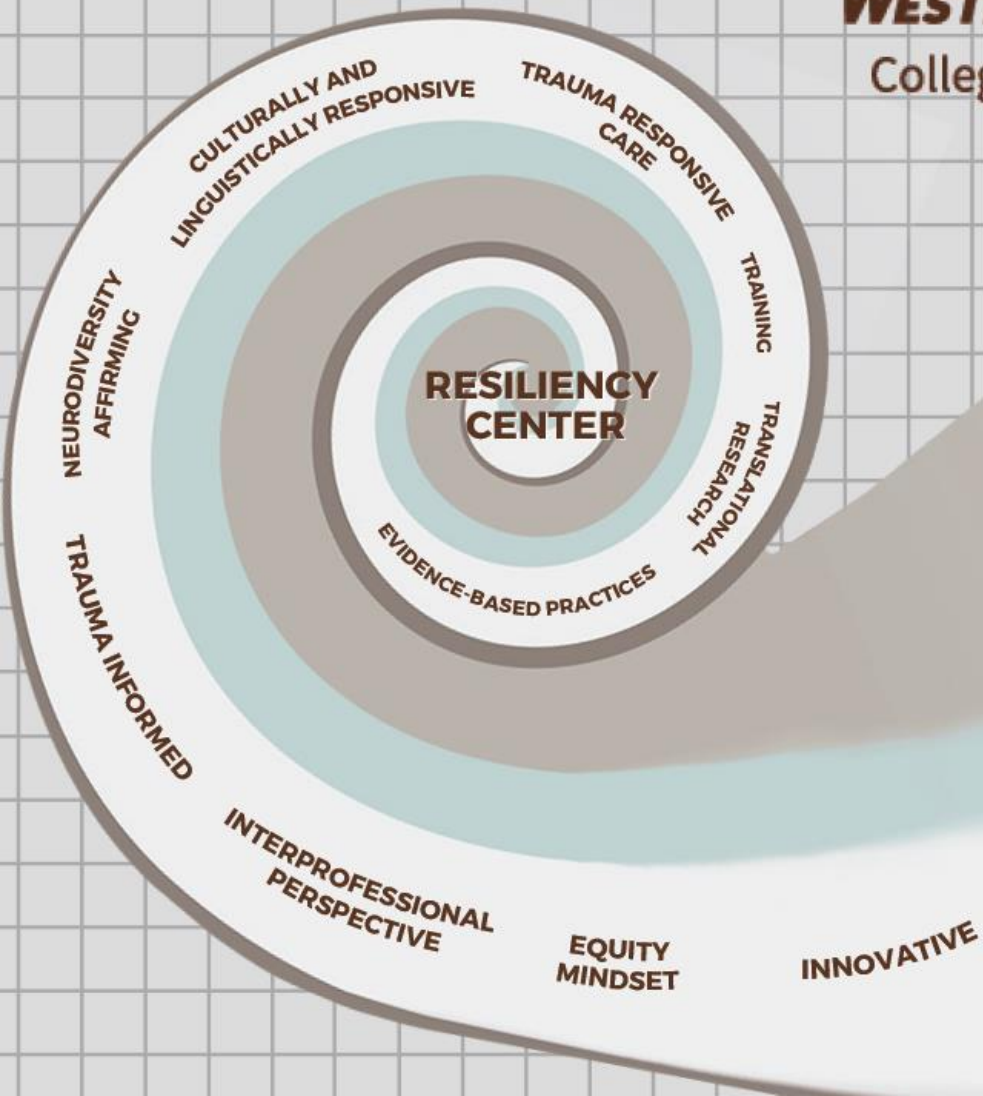 CULTURALLY AND
LINGUISTICALLY RESPONSIVE
TRAUMA RESPONSIVE
CARE
TRAINING
TRANSLATIONAL
RESEARCH
EVIDENCE-BASED PRACTICES
RESILIENCY
CENTER
NEURODIVERSITY
AFFIRMING
TRAUMA INFORMED
INTERPROFESSIONAL
PERSPECTIVE
EQUITY
MINDSET
INNOVATIVE